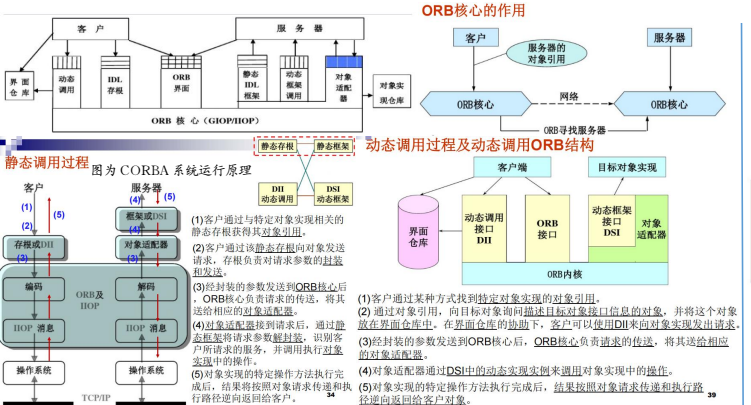 客 户
服 务 器
界 面
仓 库
动态
调用
IDL
存根
ORB
界面
静态
IDL
框架
动态
框架
调用
对象
适配
器
对象实
现仓库
ORB 核 心（GIOP/IIOP）
ORB核心的作用
客户
服务器的
对象引用
服务器
ORB核心
网络
ORB核心
ORB寻找服务器
静态调用过程
图为 CORBA 系统运行原理
静态存根
静态框架
DII
动态调用
DSI
动态框架
客户
服务器
(1)
(5)
(2)
(3)
(4)
(5)
(4)
(3)
框架或DSI
存根或DII
对象适配器
编码
ORB及
IIOP
解码
IIOP 消息
IIOP 消息
操作系统
操作系统
TCP/IP
(1)客户通过与特定对象实现相关的
静态存根获得其对象引用。
(2)客户通过该静态存根向对象发送
请求，存根负责对请求参数的封装
和发送。
(3)经封装的参数发送到ORB核心后
，ORB核心负责请求的传送，将其
送给相应的对象适配器。
(4)对象适配器接到请求后，通过静
态框架将请求参数解封装，识别客
户所请求的服务，并调用执行对象
实现中的操作。
(5)对象实现的特定操作方法执行完
成后，结果将按照对象请求传递和执
行路径逆向返回给客户。
34
动态调用过程及动态调用ORB结构
客户端
目标对象实现
界面
仓库
动态调用
接口
DII
ORB
接口
动态框架
接口
DSI
对象
适配器
ORB内核
(1)客户通过某种方式找到特定对象实现的对象引用。
(2) 通过对象引用，向目标对象询问描述目标对象接口信息的对象，并将这个对象
放在界面仓库中。在界面仓库的协助下，客户可以使用DII来向对象实现发出请求。
(3)经封装的参数发送到ORB核心后，ORB核心负责请求的传送，将其送给相应
的对象适配器。
(4)对象适配器通过DSI中的动态实现实例来调用对象实现中的操作。
(5)对象实现的特定操作方法执行完成后，结果按照对象请求传递和执行路
径逆向返回给客户对象。
39